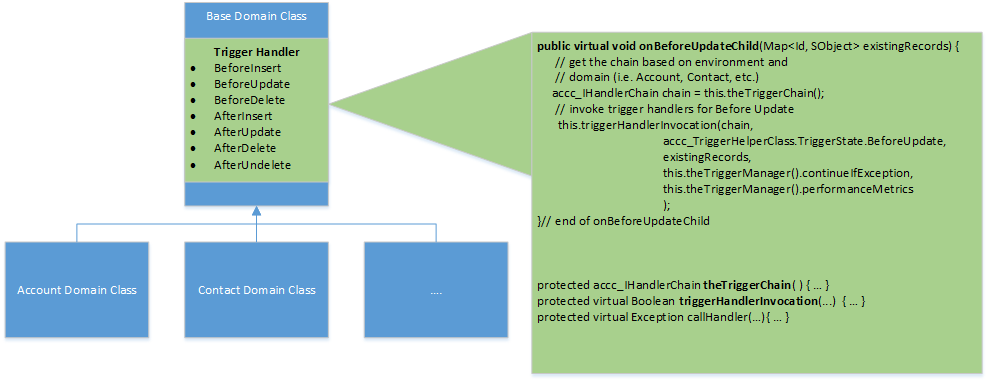 Base Domain Class
Trigger Handler
● BeforeInsert
● BeforeUpdate
● BeforeDelete
● AfterInsert
● AfterUpdate
● AfterDelete
● AfterUndelete
Account Domain Class
Contact Domain Class
....
public virtual void onBeforeUpdateChild(Map<Id, SObject> existingRecords) {
// get the chain based on environment and
// domain (i.e. Account, Contact, etc.)
accc_IHandlerChain chain = this.theTriggerChain();
// invoke trigger handlers for Before Update
this.triggerHandlerInvocation(chain,
accc_TriggerHelperClass.TriggerState.BeforeUpdate,
existingRecords,
this.theTriggerManager().continueIfException,
this.theTriggerManager().performanceMetrics
);
}// end of onBeforeUpdateChild
protected accc_IHandlerChain theTriggerChain( ) { ... }
protected virtual Boolean triggerHandlerInvocation(...) { ... }
protected virtual Exception callHandler(...){ ... }